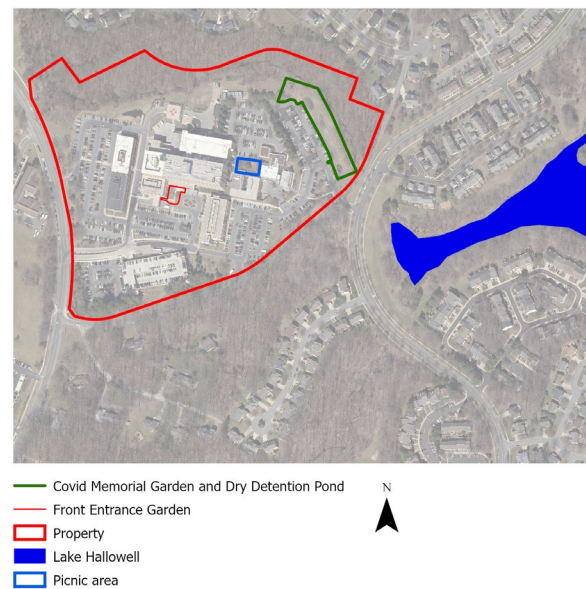 Covid Memorial Garden and Dry Detention Pond
N
Front Entrance Garden
Property
Lake Hallowell
Picnic area